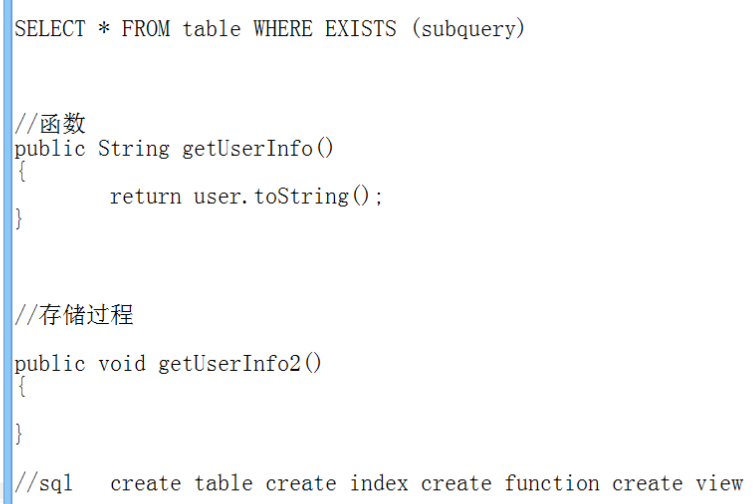 SELECT * FROM table WHERE EXISTS (subquery)
//函数
public String getUserInfo()
{
return user.toString();
}
//存储过程
public void getUserInfo2()
{
}
//sql create table create index create function create view